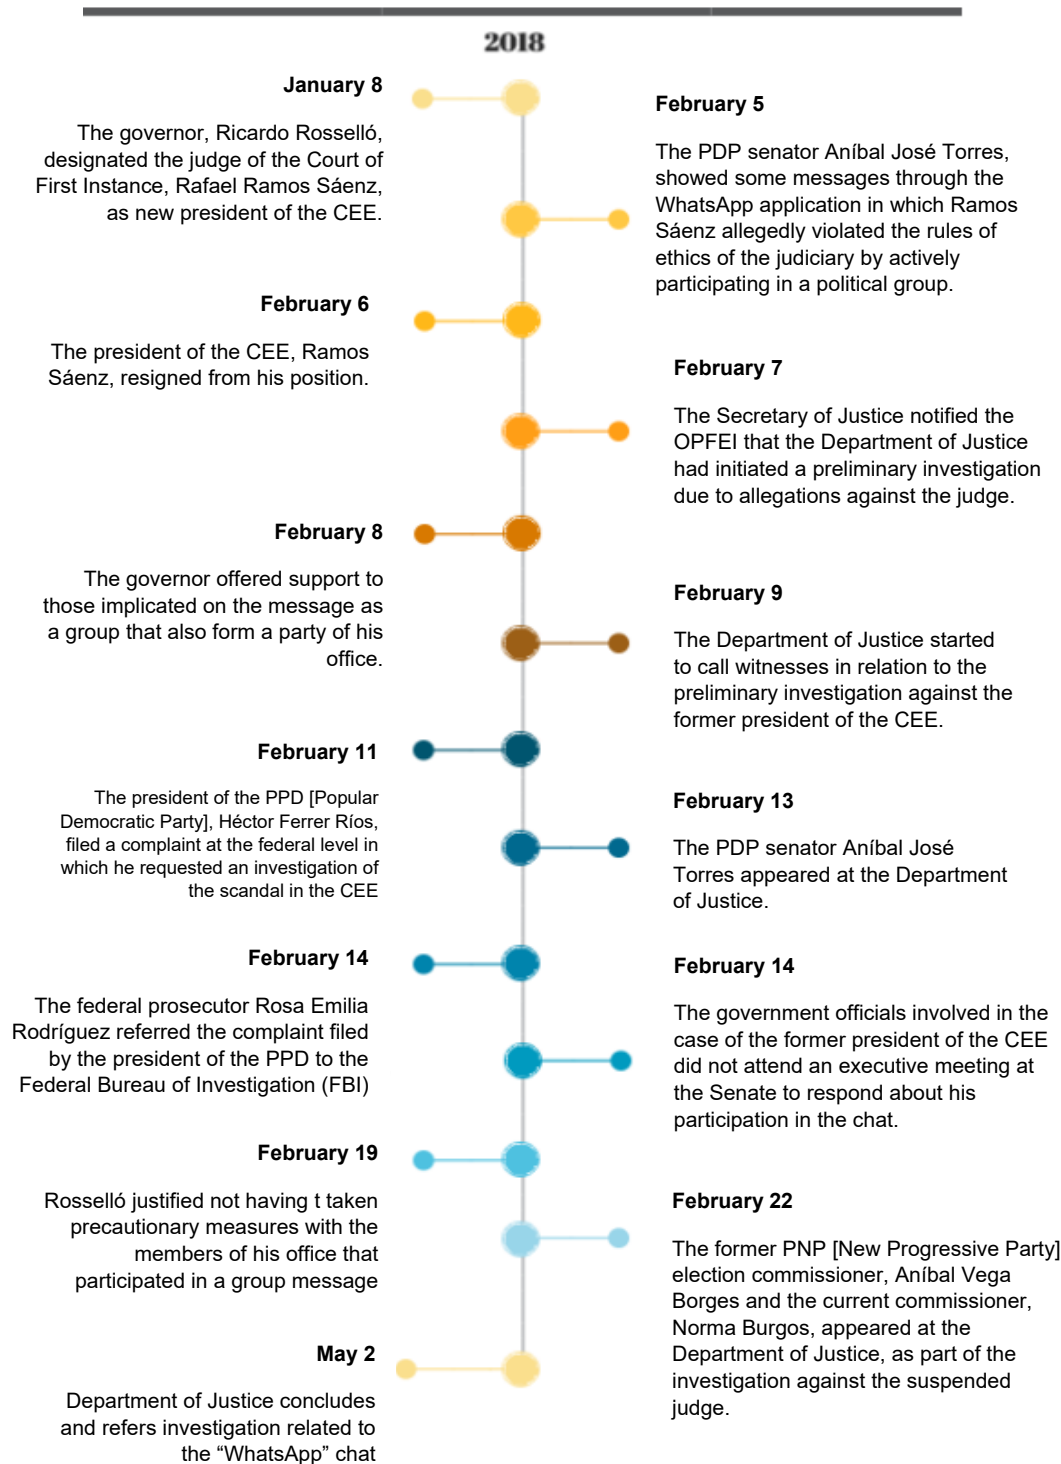 2018
January 8
The governor, Ricardo Rosselló,
designated the judge of the Court of
First Instance, Rafael Ramos Sáenz,
as new president of the CEE.
February 5
The PDP senator Aníbal José Torres,
showed some messages through the
WhatsApp application in which Ramos
Sáenz allegedly violated the rules of
ethics of the judiciary by actively
participating in a political group.
February 6
The president of the CEE, Ramos
Sáenz, resigned from his position.
February 7
The Secretary of Justice notified the
OPFEI that the Department of Justice
had initiated a preliminary investigation
due to allegations against the judge.
February 8
The governor offered support to
those implicated on the message as
a group that also form a party of his
office.
February 9
The Department of Justice started
to call witnesses in relation to the
preliminary investigation against the
former president of the CEE.
February 11
The president of the PPD [Popular
Democratic Party], Héctor Ferrer Ríos,
filed a complaint at the federal level in
which he requested an investigation of
the scandal in the CEE
February 13
The PDP senator Aníbal José
Torres appeared at the Department
of Justice.
February 14
The federal prosecutor Rosa Emilia
Rodríguez referred the complaint filed
by the president of the PPD to the
Federal Bureau of Investigation (FBI)
February 14
The government officials involved in the
case of the former president of the CEE
did not attend an executive meeting at
the Senate to respond about his
participation in the chat.
February 19
Rosselló justified not having t taken
precautionary measures with the
members of his office that
participated in a group message
February 22
The former PNP [New Progressive Party]
election commissioner, Aníbal Vega
Borges and the current commissioner,
Norma Burgos, appeared at the
Department of Justice, as part of the
investigation against the suspended
judge.
May 2
Department of Justice concludes
and refers investigation related to
the “WhatsApp” chat